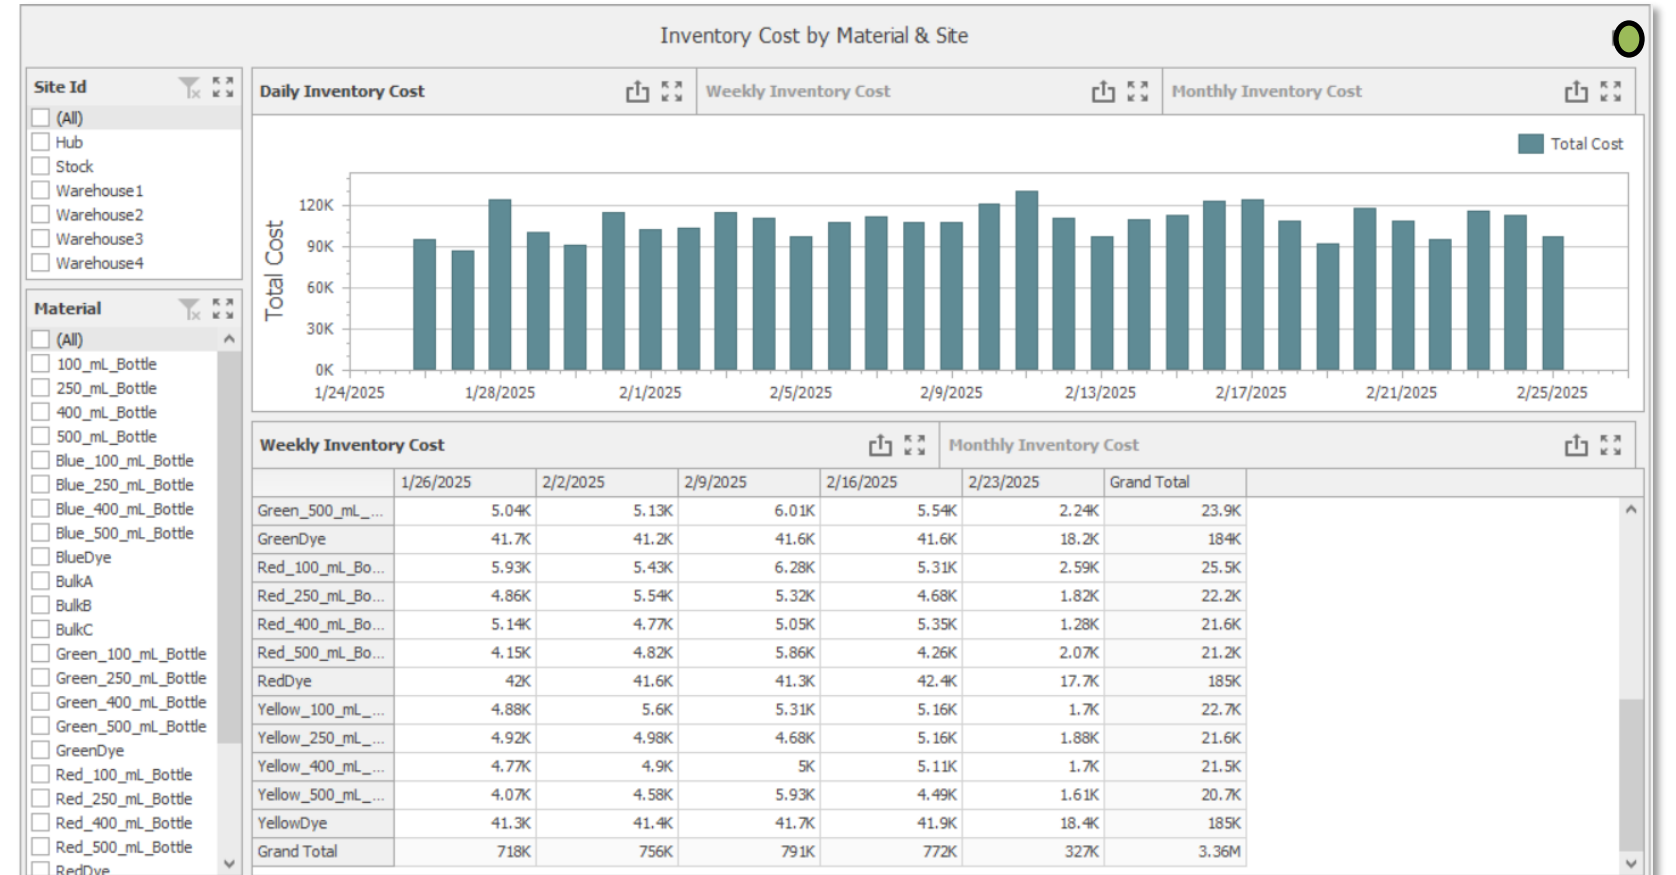 Inventory Cost by Material & Site
Site Id
(All)
Hub
Stock
Warehouse1
Warehouse2
Warehouse3
Warehouse4
Material
(All)
100_mL_Bottle
250_mL_Bottle
400_mL_Bottle
500_mL_Bottle
Blue_100_mL_Bottle
Blue_250_mL_Bottle
Blue_400_mL_Bottle
Blue_500_mL_Bottle
BlueDye
BulkA
BulkB
BulkC
Green_100_mL_Bottle
Green_250_mL_Bottle
Green_400_mL_Bottle
Green_500_mL_Bottle
GreenDye
Red_100_mL_Bottle
Red_250_mL_Bottle
Red_400_mL_Bottle
Red_500_mL_Bottle
RedDye
Daily Inventory Cost Weekly Inventory Cost Monthly Inventory Cost
Total Cost
Total Cost
120K
90K
60K
30K
0K
1/24/2025 1/28/2025 2/1/2025 2/5/2025 2/9/2025 2/13/2025 2/17/2025 2/21/2025 2/25/2025
Weekly Inventory Cost Monthly Inventory Cost
1/26/2025 2/2/2025 2/9/2025 2/16/2025 2/23/2025 Grand Total
Green_500_mL_... 5.04K 5.13K 6.01K 5.54K 2.24K 23.9K
GreenDye 41.7K 41.2K 41.6K 41.6K 18.2K 184K
Red_100_mL_Bo... 5.93K 5.43K 6.28K 5.31K 2.59K 25.5K
Red_250_mL_Bo... 4.86K 5.54K 5.32K 4.68K 1.82K 22.2K
Red_400_mL_Bo... 5.14K 4.77K 5.05K 5.35K 1.28K 21.6K
Red_500_mL_Bo... 4.15K 4.82K 5.86K 4.26K 2.07K 21.2K
RedDye 42K 41.6K 41.3K 42.4K 17.7K 185K
Yellow_100_mL_... 4.88K 5.6K 5.31K 5.16K 1.7K 22.7K
Yellow_250_mL_... 4.92K 4.98K 4.68K 5.16K 1.88K 21.6K
Yellow_400_mL_... 4.77K 4.9K 5K 5.11K 1.7K 21.5K
Yellow_500_mL_... 4.07K 4.58K 5.93K 4.49K 1.61K 20.7K
YellowDye 41.3K 41.4K 41.7K 41.9K 18.4K 185K
Grand Total 718K 756K 791K 772K 327K 3.36M